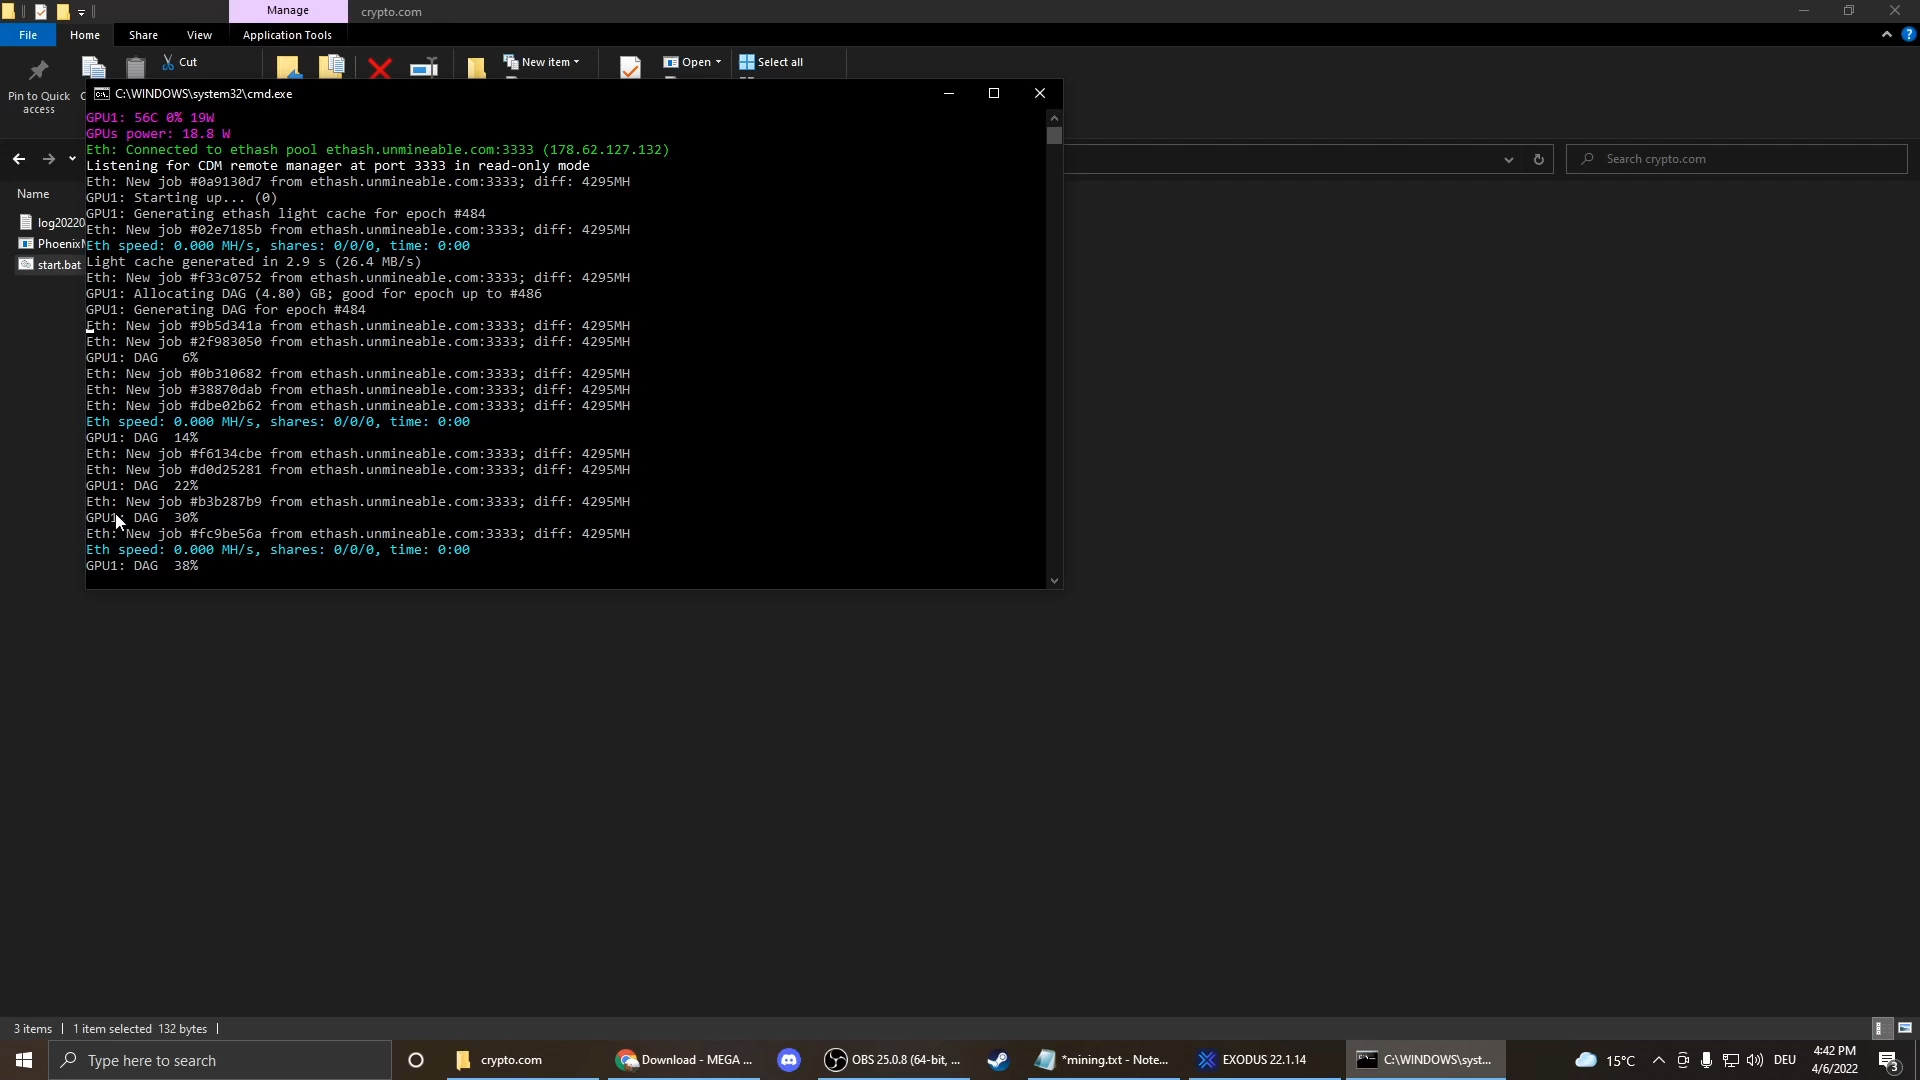 Manage
crypto.com
File
Home
Share
View
Application Tools
Pin to Quick
access
Cut
New item
Open
Select all
C:\WINDOWS\system32\cmd.exe
GPU1: 56C 0% 19W
GPUs power: 18.8 W
Eth: Connected to ethash pool ethash.unmineable.com:3333 (178.62.127.132)
Listening for CDM remote manager at port 3333 in read-only mode
Eth: New job #0a9130d7 from ethash.unmineable.com:3333; diff: 4295MH
GPU1: Starting up... (0)
GPU1: Generating ethash light cache for epoch #484
Eth: New job #02e7185b from ethash.unmineable.com:3333; diff: 4295MH
Eth speed: 0.000 MH/s, shares: 0/0/0, time: 0:00
Light cache generated in 2.9 s (26.4 MB/s)
Eth: New job #f33c0752 from ethash.unmineable.com:3333; diff: 4295MH
GPU1: Allocating DAG (4.80) GB; good for epoch up to #486
GPU1: Generating DAG for epoch #484
Eth: New job #9b5d341a from ethash.unmineable.com:3333; diff: 4295MH
Eth: New job #2f983050 from ethash.unmineable.com:3333; diff: 4295MH
GPU1: DAG 6%
Eth: New job #0b310682 from ethash.unmineable.com:3333; diff: 4295MH
Eth: New job #38870dab from ethash.unmineable.com:3333; diff: 4295MH
Eth: New job #dbe02b62 from ethash.unmineable.com:3333; diff: 4295MH
Eth speed: 0.000 MH/s, shares: 0/0/0, time: 0:00
GPU1: DAG 14%
Eth: New job #f6134cbe from ethash.unmineable.com:3333; diff: 4295MH
Eth: New job #d0d25281 from ethash.unmineable.com:3333; diff: 4295MH
GPU1: DAG 22%
Eth: New job #b3b287b9 from ethash.unmineable.com:3333; diff: 4295MH
GPU1: DAG 30%
Eth: New job #fc9be56a from ethash.unmineable.com:3333; diff: 4295MH
Eth speed: 0.000 MH/s, shares: 0/0/0, time: 0:00
GPU1: DAG 38%
Search crypto.com
Name
log20220
Phoenix
start.bat
3 items
1 item selected 132 bytes
Type here to search
crypto.com
Download - MEGA ...
OBS 25.0.8 (64-bit, ...
*mining.txt - Note...
EXODUS 22.1.14
C:\WINDOWS\syst...
15°C
DEU
4:42 PM
4/6/2022
3